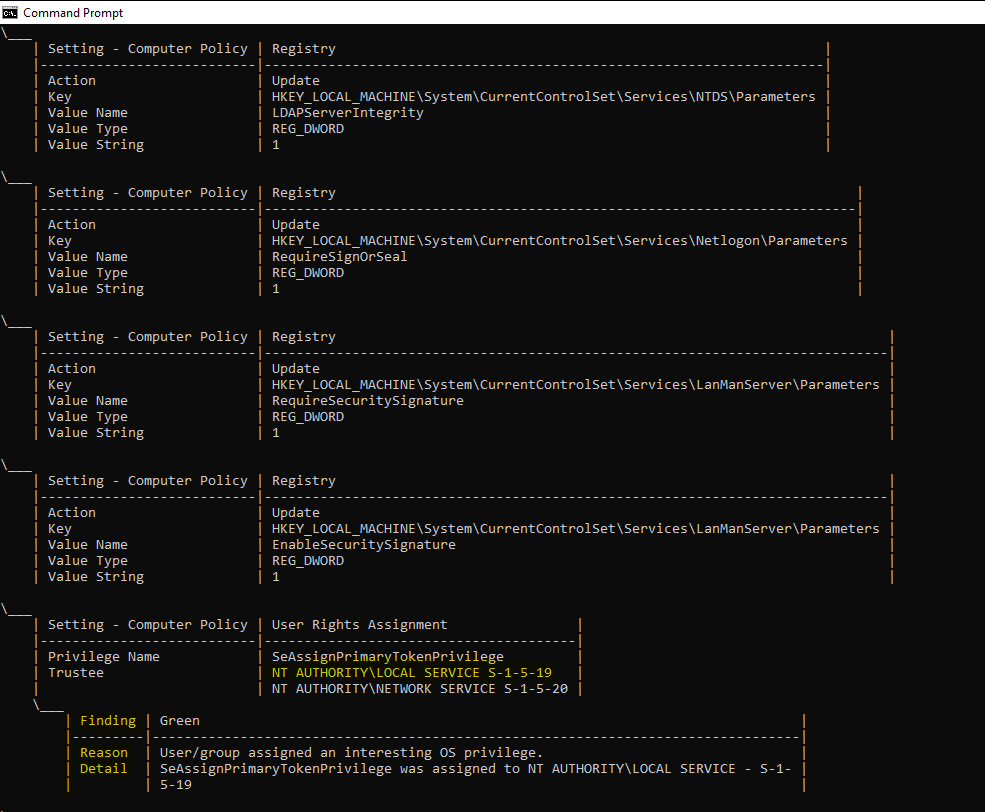 Command Prompt
\___
| Setting - Computer Policy | Registry |
|---------------------------|----------------------------------------------------------------------|
| Action | Update |
| Key | HKEY_LOCAL_MACHINE\System\CurrentControlSet\Services\NTDS\Parameters |
| Value Name | LDAPServerIntegrity |
| Value Type | REG_DWORD |
| Value String | 1 |
\___
| Setting - Computer Policy | Registry |
|---------------------------|--------------------------------------------------------------------------|
| Action | Update |
| Key | HKEY_LOCAL_MACHINE\System\CurrentControlSet\Services\Netlogon\Parameters |
| Value Name | RequireSignOrSeal |
| Value Type | REG_DWORD |
| Value String | 1 |
\___
| Setting - Computer Policy | Registry |
|---------------------------|------------------------------------------------------------------------------|
| Action | Update |
| Key | HKEY_LOCAL_MACHINE\System\CurrentControlSet\Services\LanManServer\Parameters |
| Value Name | RequireSecuritySignature |
| Value Type | REG_DWORD |
| Value String | 1 |
\___
| Setting - Computer Policy | Registry |
|---------------------------|------------------------------------------------------------------------------|
| Action | Update |
| Key | HKEY_LOCAL_MACHINE\System\CurrentControlSet\Services\LanManServer\Parameters |
| Value Name | EnableSecuritySignature |
| Value Type | REG_DWORD |
| Value String | 1 |
\___
| Setting - Computer Policy | User Rights Assignment |
|---------------------------|---------------------------------------|
| Privilege Name | SeAssignPrimaryTokenPrivilege |
| Trustee | NT AUTHORITY\LOCAL SERVICE S-1-5-19 |
| | NT AUTHORITY\NETWORK SERVICE S-1-5-20 |
\___
| Finding | Green |
|---------|---------------------------------------------------------------------------------|
| Reason | User/group assigned an interesting OS privilege. |
| Detail | SeAssignPrimaryTokenPrivilege was assigned to NT AUTHORITY\LOCAL SERVICE - S-1- |
| | 5-19 |